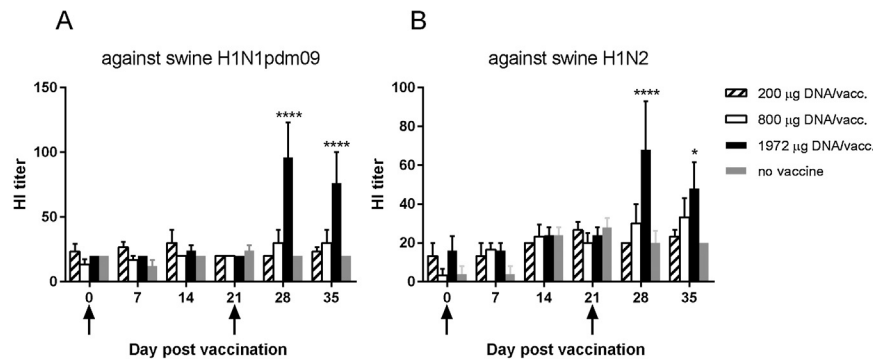 A
against swine H1N1pdm09
150
100
50
0
HI titer
****
****
0 7 14 21 28 35
Day post vaccination
B
against swine H1N2
100
80
60
40
20
0
HI titer
****
*
0 7 14 21 28 35
Day post vaccination
200 µg DNA/vacc.
800 µg DNA/vacc.
1972 µg DNA/vacc.
no vaccine